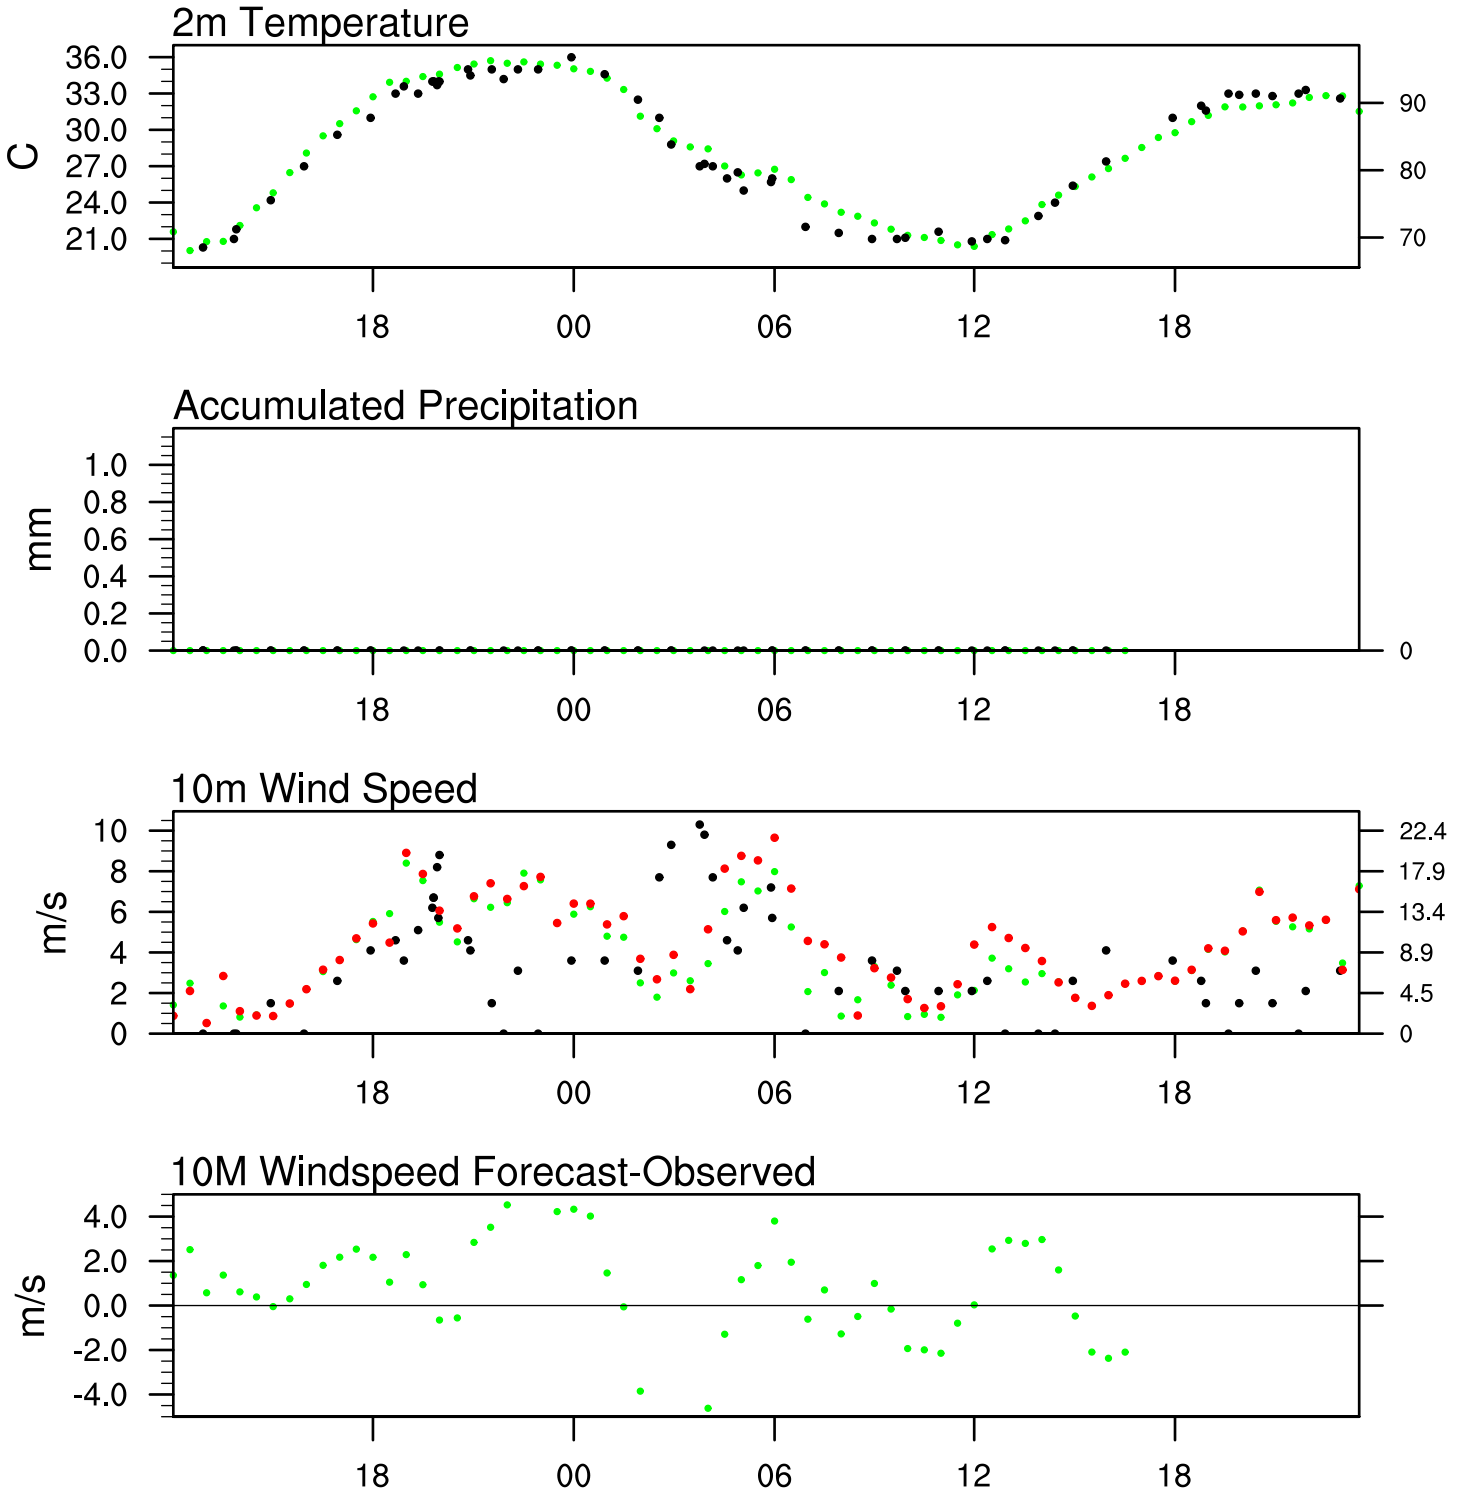 2m Temperature
36.0
33.0
30.0
27.0
24.0
21.0
C
90
80
70
18 00 06 12 18
Accumulated Precipitation
1.0
0.8
0.6
0.4
0.2
0.0
mm
0
18 00 06 12 18
10m Wind Speed
10
8
6
4
2
0
m/s
22.4
17.9
13.4
8.9
4.5
0
18 00 06 12 18
10M Windspeed Forecast-Observed
4.0
2.0
0.0
-2.0
-4.0
m/s
18 00 06 12 18